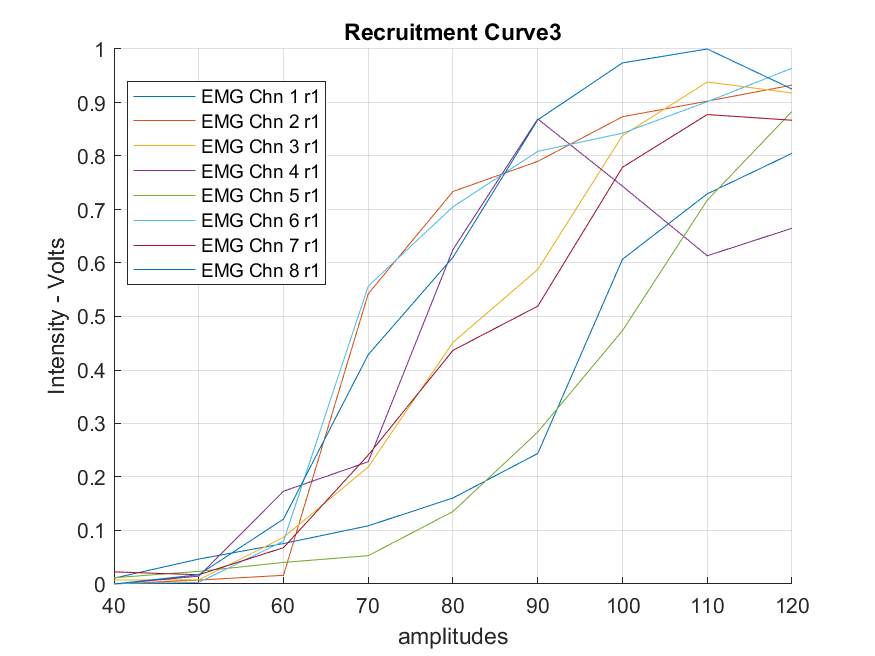 Recruitment Curve3
1
0.9
0.8
0.7
0.6
0.5
0.4
0.3
0.2
0.1
0
Intensity - Volts
EMG Chn 1 r1
EMG Chn 2 r1
EMG Chn 3 r1
EMG Chn 4 r1
EMG Chn 5 r1
EMG Chn 6 r1
EMG Chn 7 r1
EMG Chn 8 r1
40 50 60 70 80 90 100 110 120
amplitudes